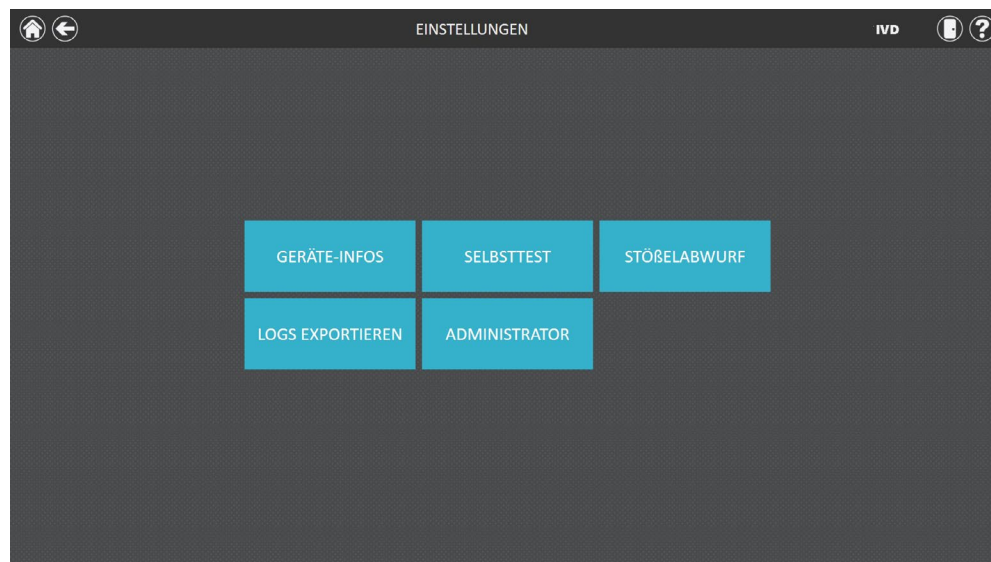 EINSTELLUNGEN IVD ?
GERÄTE-INFOS SELBSTTEST STÖßELABWURF
LOGS EXPORTIEREN ADMINISTRATOR